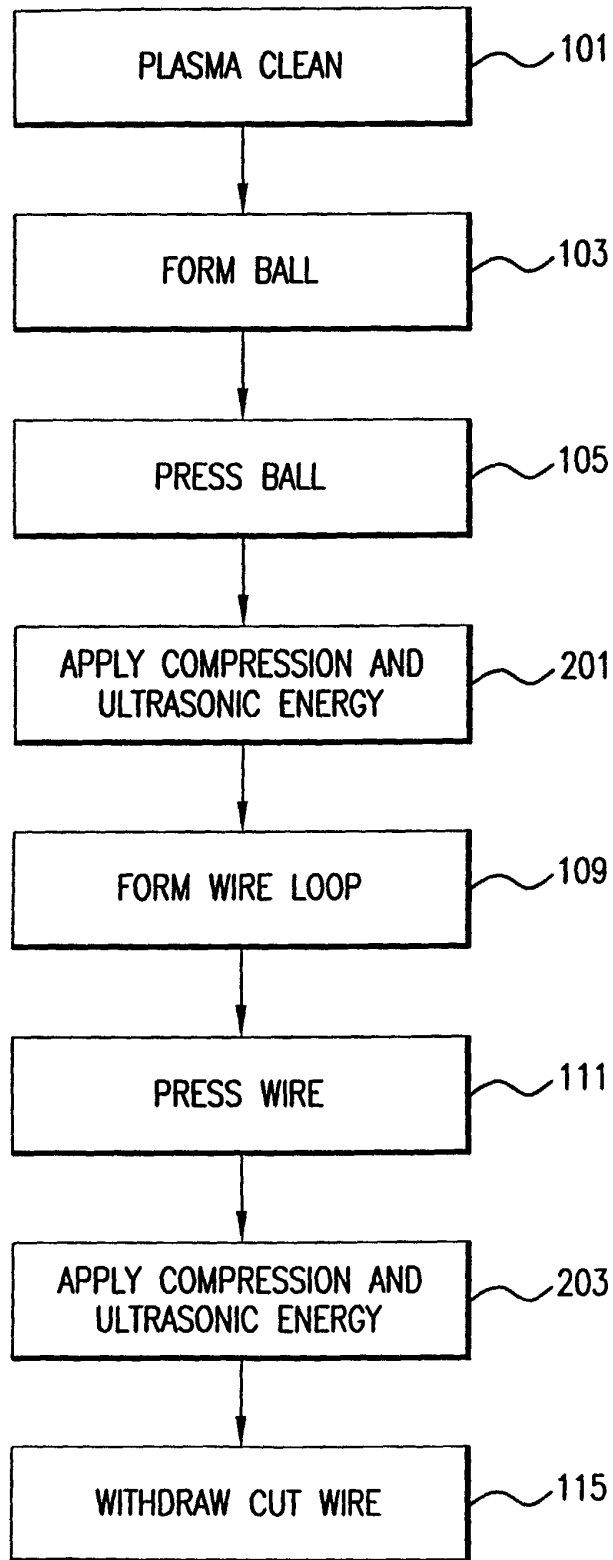 PLASMA CLEAN
101
FORM BALL
103
PRESS BALL
105
APPLY COMPRESSION AND
ULTRASONIC ENERGY
201
FORM WIRE LOOP
109
PRESS WIRE
111
APPLY COMPRESSION AND
ULTRASONIC ENERGY
203
WITHDRAW CUT WIRE
115